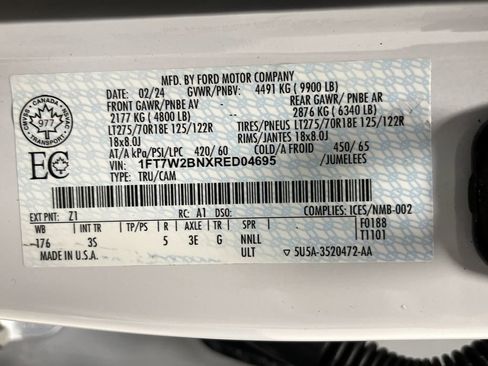 MFD. BY FORD MOTOR COMPANY
DATE: 02/24 GVWR/PNBV: 4491 KG ( 9900 LB)
FRONT GAWR/PNBE AV REAR GAWR/PNBE AR
2177 KG ( 4800 LB) 2876 KG ( 6340 LB)
LT275/70R18E 125/122R TIRES/PNEUS LT275/70R18E 125/122R
18x8.0J RIMS/JANTES 18x8.0J
AT/A kPa/PSI/LPC 420/60 COLD/A FROID 450/65
VIN: 1FT7W2BNXRED04695 /JUMELEES
TYPE: TRU/CAM
CANADA
977
EC
EXT PNT: Z1 RC: A1 DSO: COMPLIES: ICES/NMB-002
WB INT TR TP/PS R AXLE TR SPR F0188
176 3S 5 3E G NNLL T1101
MADE IN U.S.A. ULT 5U5A-3520472-AA